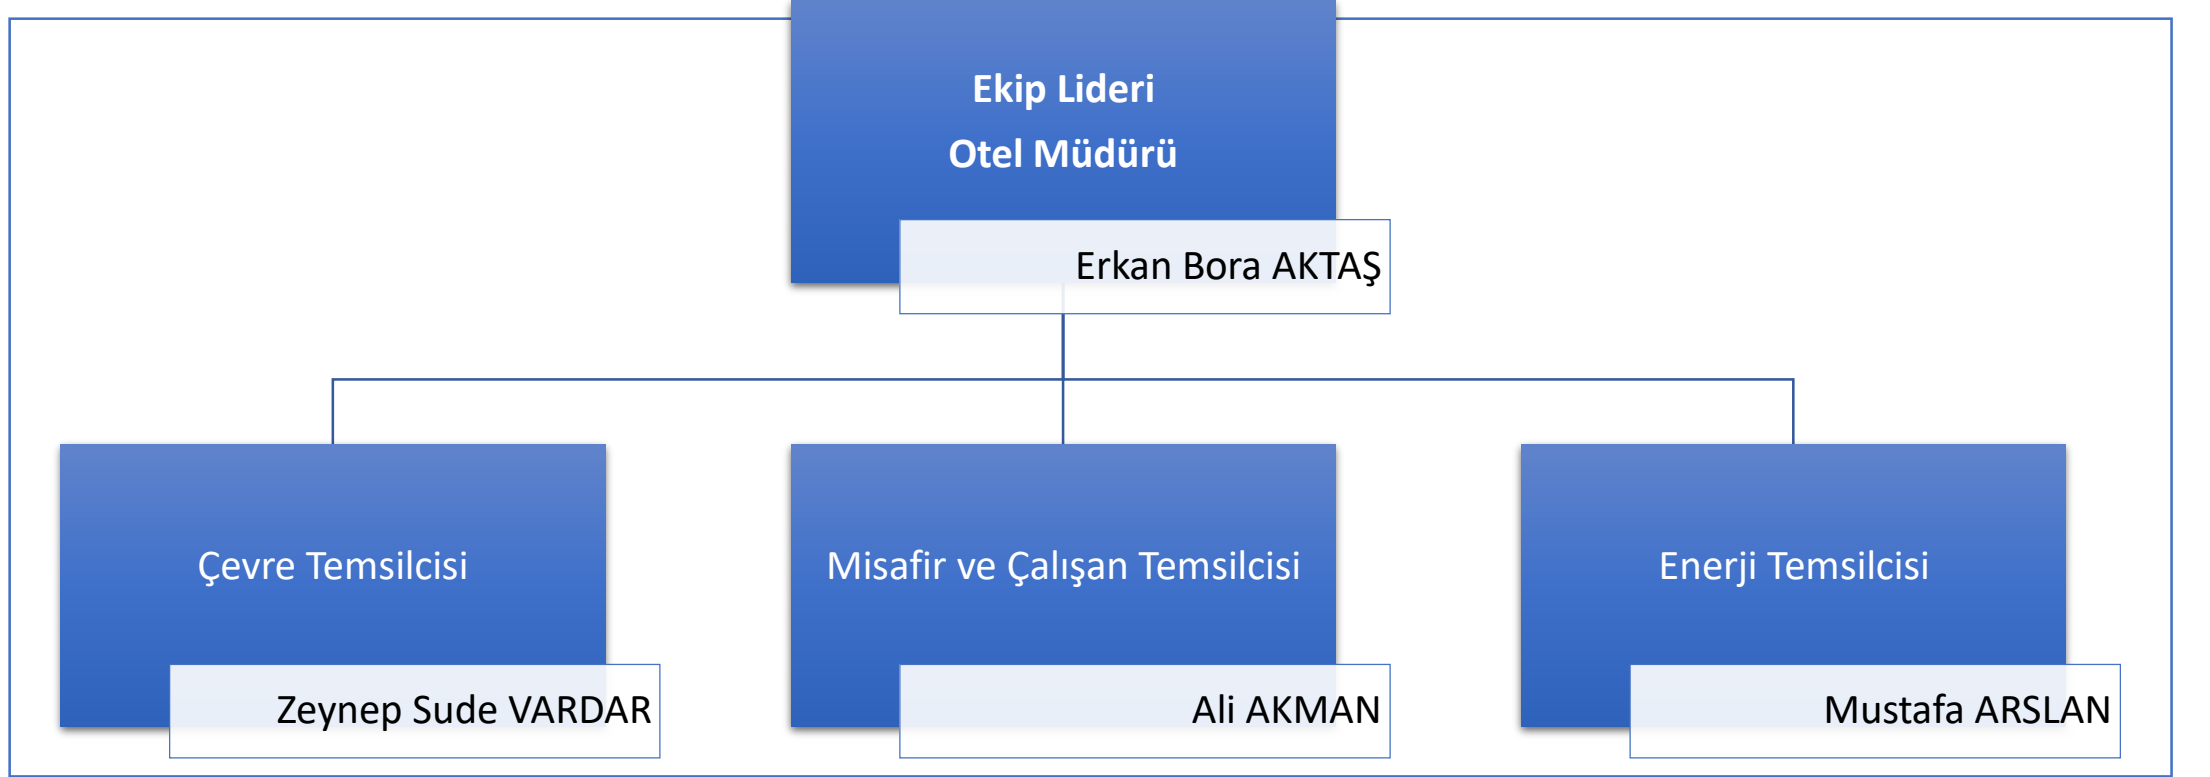 Ekip Lideri
Otel Müdürü
Erkan Bora AKTAŞ
Çevre Temsilcisi
Zeynep Sude VARDAR
Misafir ve Çalışan Temsilcisi
Ali AKMAN
Enerji Temsilcisi
Mustafa ARSLAN